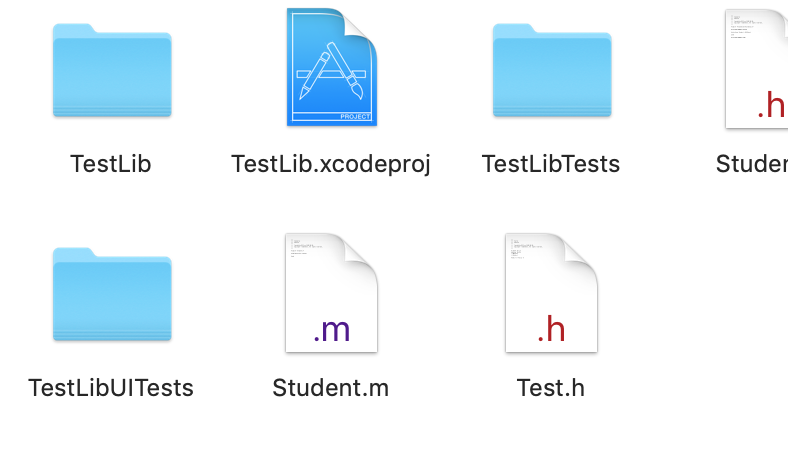 PROJECT
.h
TestLib
TestLib.xcodeproj
TestLibTests
.m
.h
TestLibUITests
Student.m
Test.h